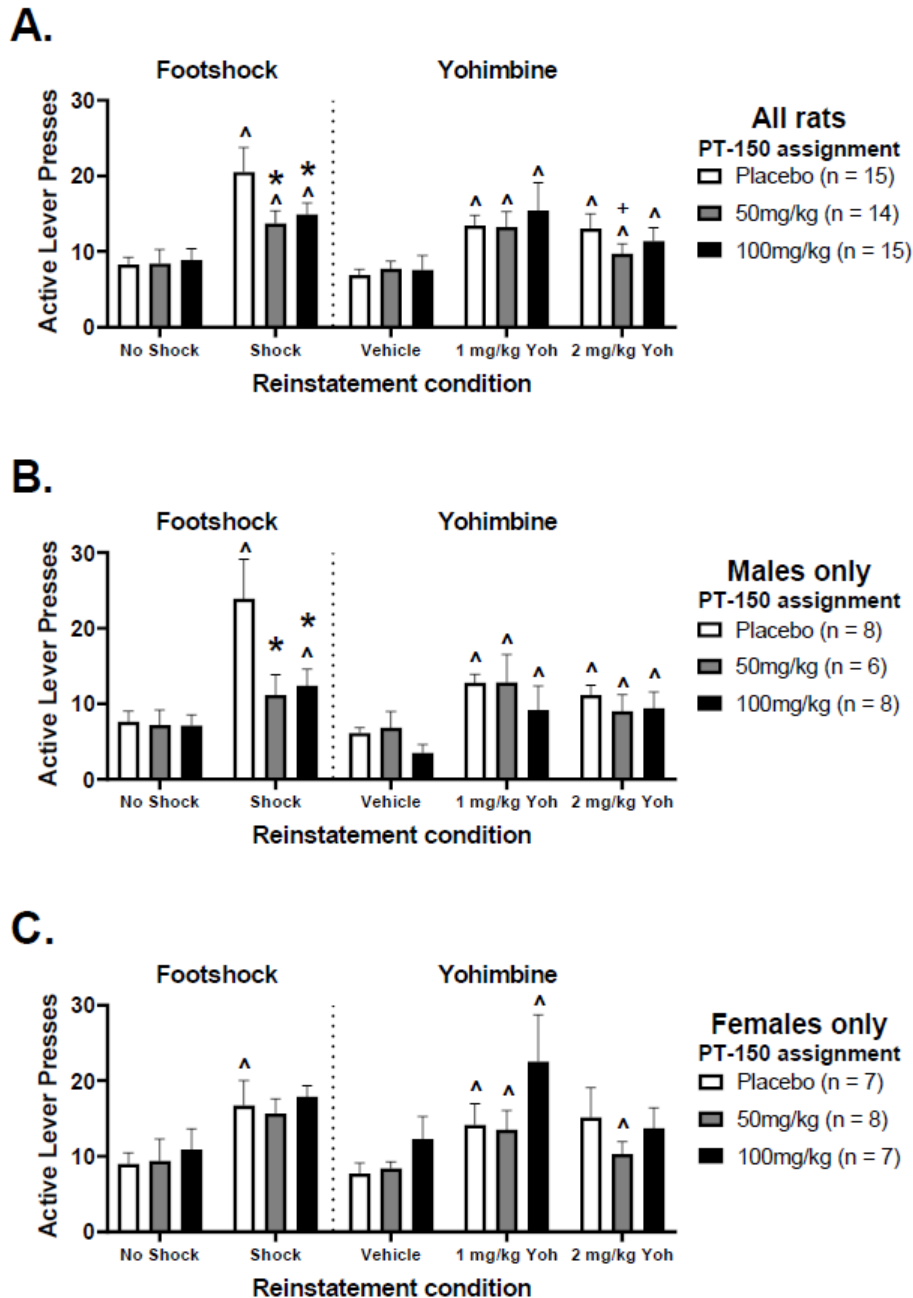 A.
Footshock Yohimbine
30
20
10
0
Active Lever Presses
^ * ^ * ^ ^ ^ ^ ^ + ^ ^
No Shock Shock Vehicle 1 mg/kg Yoh 2 mg/kg Yoh
Reinstatement condition
All rats
PT-150 assignment
Placebo (n = 15)
50mg/kg (n = 14)
100mg/kg (n = 15)
B.
Footshock Yohimbine
30
20
10
0
Active Lever Presses
^ * * ^ ^ ^ ^ ^ ^ ^
No Shock Shock Vehicle 1 mg/kg Yoh 2 mg/kg Yoh
Reinstatement condition
Males only
PT-150 assignment
Placebo (n = 8)
50mg/kg (n = 6)
100mg/kg (n = 8)
C.
Footshock Yohimbine
30
20
10
0
Active Lever Presses
^ ^ ^ ^ ^
No Shock Shock Vehicle 1 mg/kg Yoh 2 mg/kg Yoh
Reinstatement condition
Females only
PT-150 assignment
Placebo (n = 7)
50mg/kg (n = 8)
100mg/kg (n = 7)